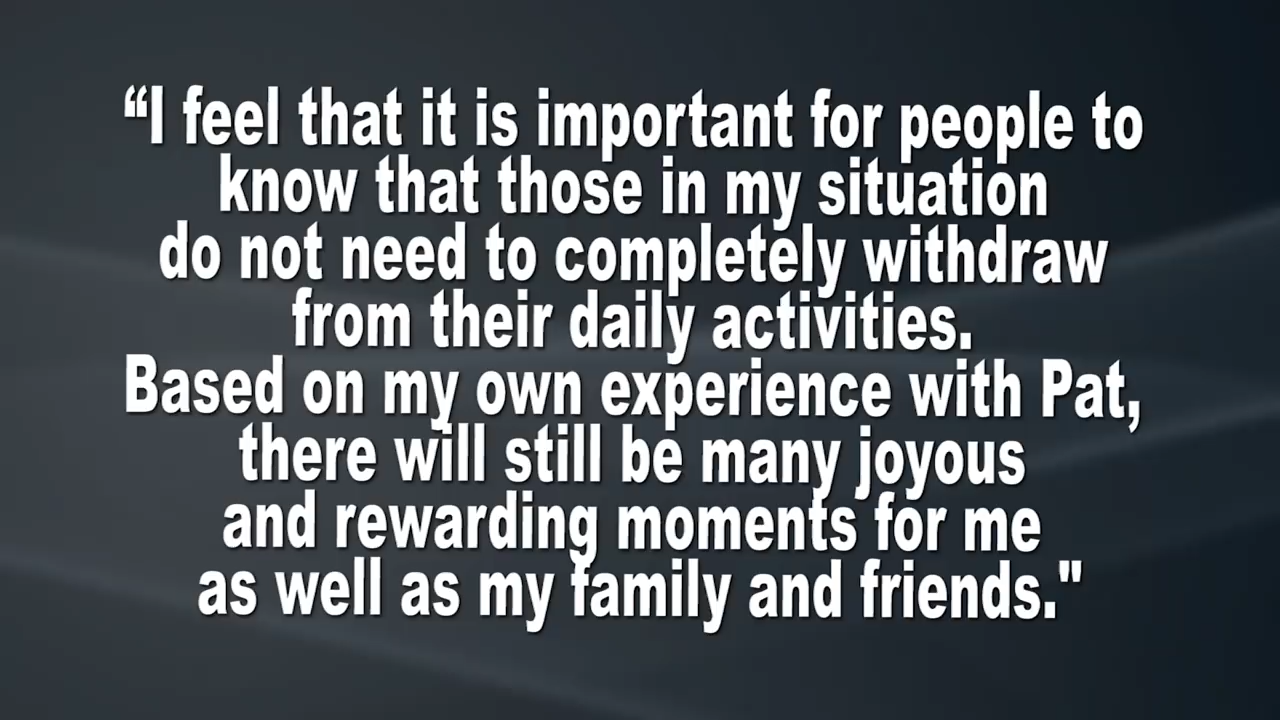 “I feel that it is important for people to
know that those in my situation
do not need to completely withdraw
from their daily activities.
Based on my own experience with Pat,
there will still be many joyous
and rewarding moments for me
as well as my family and friends."